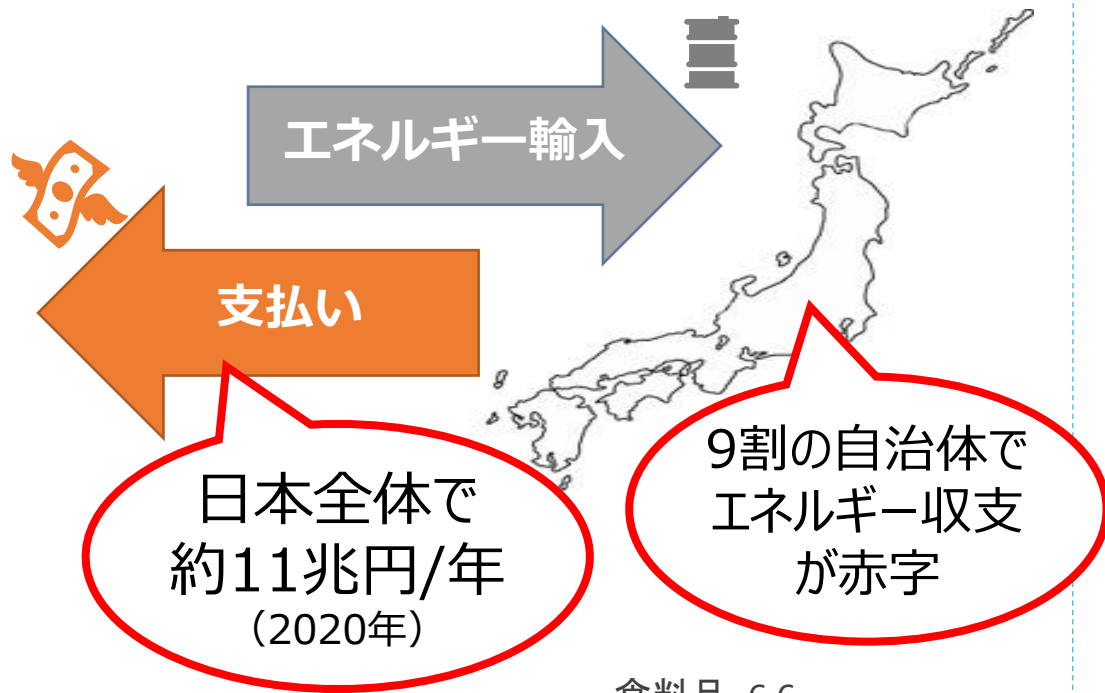 エネルギー輸入
支払い
日本全体で
約11兆円/年
（2020年）
9割の自治体で
エネルギー収支
が赤字